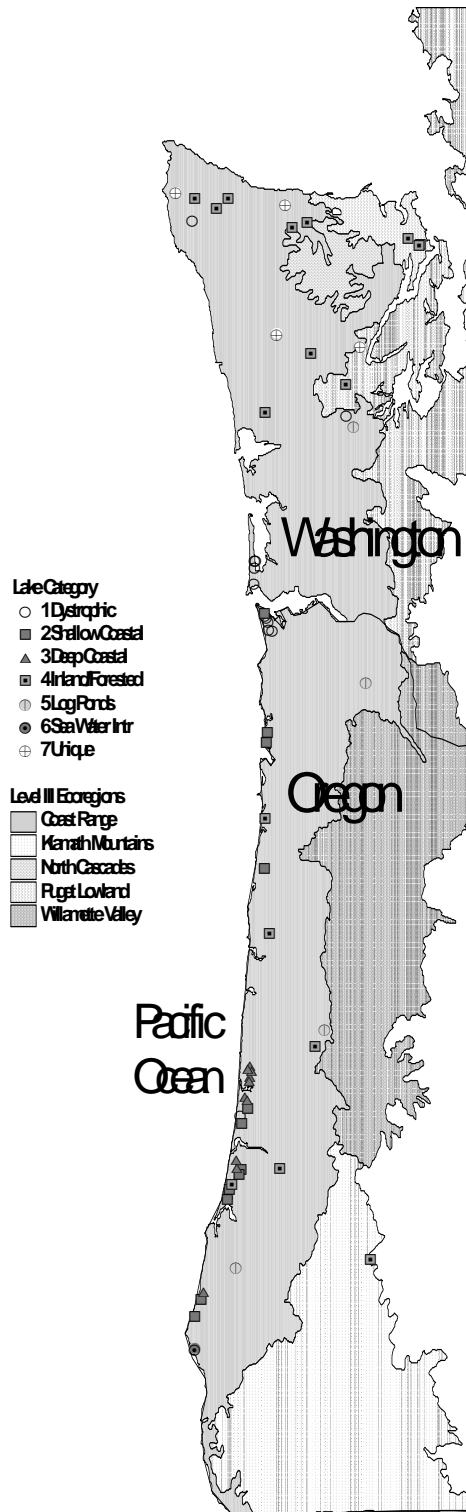 Washington
Lake Category
1 Dystrophic
2 Shallow Coastal
3 Deep Coastal
4 Inland Forested
5 Log Ponds
6 Sea Water Intr
7 Unique
Oregon
Level III Ecoregions
Coast Range
Klamath Mountains
North Cascades
Puget Lowland
Willamette Valley
Pacific
Ocean